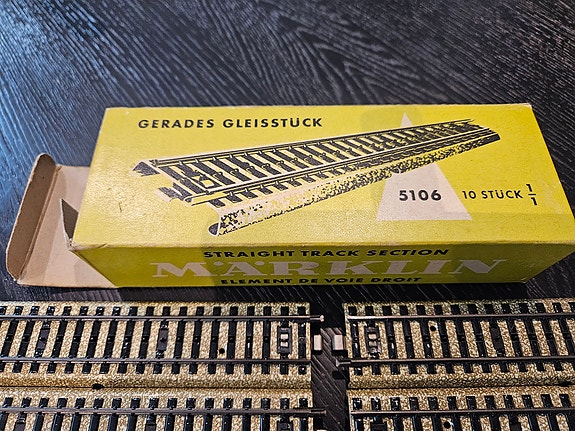 GERADES GLEISSTÜCK
5106 10 STÜCK 1/1
STRAIGHT TRACK SECTION
MÄRKLIN
ELEMENT DE VOIE DROIT